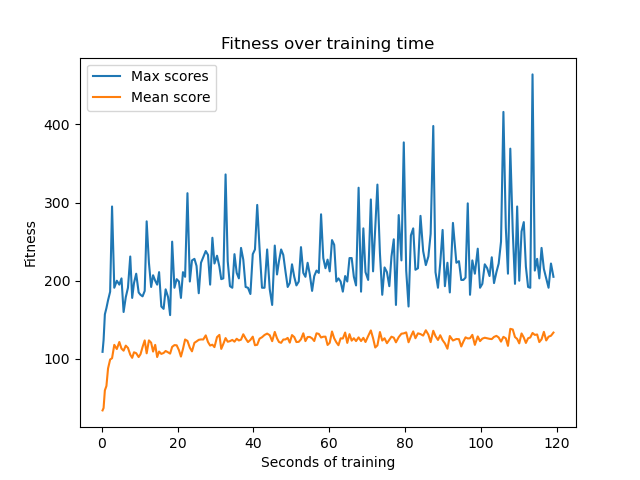 Fitness over training time
Max scores
Mean score
400
300
200
100
Fitness
0 20 40 60 80 100 120
Seconds of training